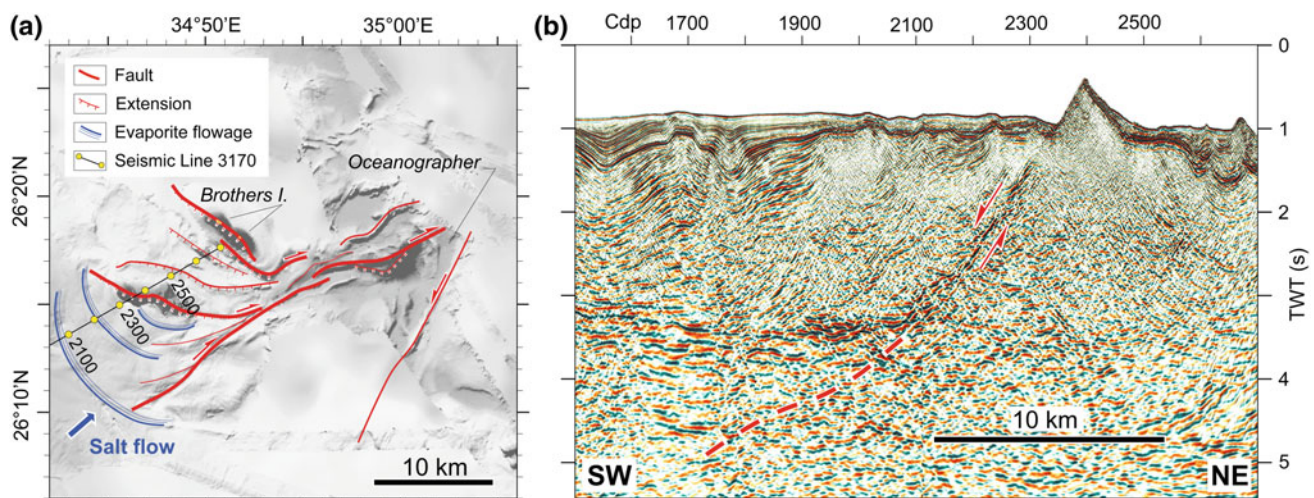 (a)
34°50'E
35°00'E
Fault
Extension
Evaporite flowage
Seismic Line 3170
Oceanographer
Brothers I.
26°20'N
26°10'N
2500
2300
2100
Salt flow
10 km
(b)
Cdp 1700 1900 2100 2300 2500
0
1
2
TWT (s)
4
5
10 km
SW
NE